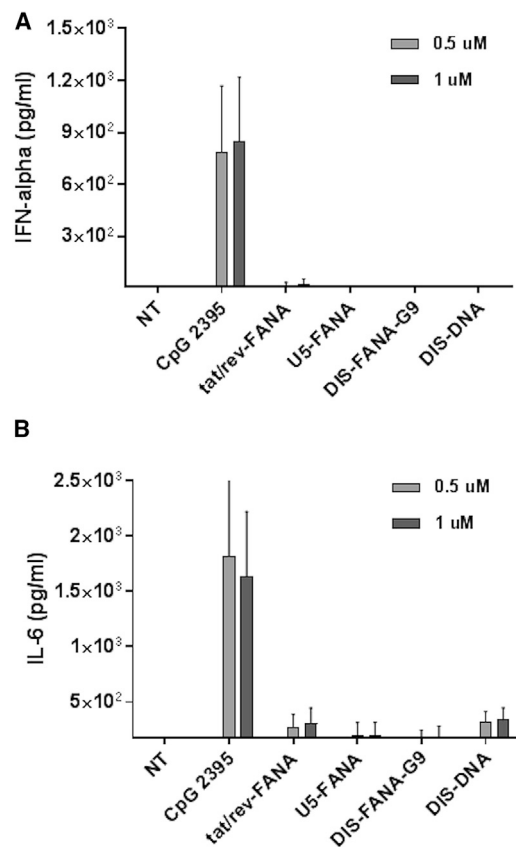 A
IFN-alpha (pg/ml)
1.5×10³
1.2×10³
9×10²
6×10²
3×10²
0.5 uM
1 uM
NT
CpG 2395
tat/rev-FANA
U5-FANA
DIS-FANA-G9
DIS-DNA
B
IL-6 (pg/ml)
2.5×10³
2×10³
1.5×10³
1×10³
5×10²
0.5 uM
1 uM
NT
CpG 2395
tat/rev-FANA
U5-FANA
DIS-FANA-G9
DIS-DNA